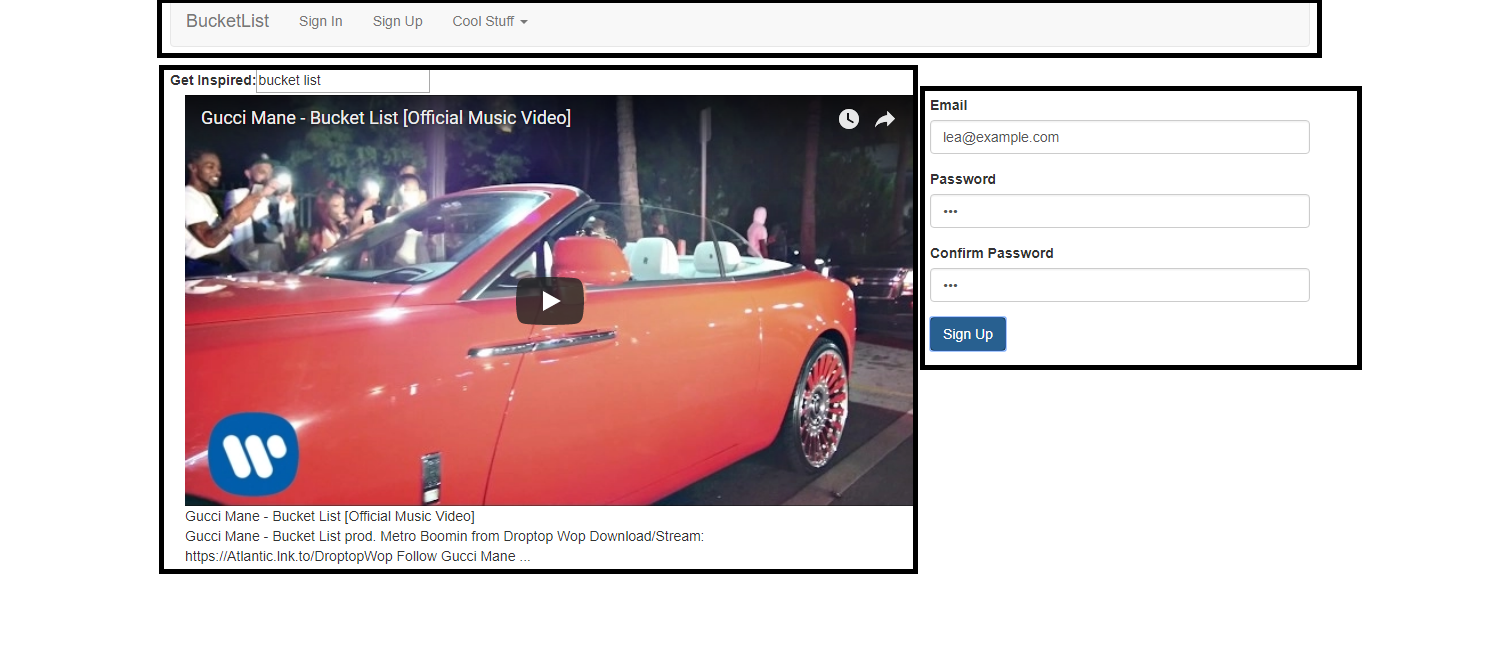 BucketList Sign In Sign Up Cool Stuff
Get Inspired: bucket list
Gucci Mane - Bucket List [Official Music Video]
Gucci Mane - Bucket List [Official Music Video]
Gucci Mane - Bucket List prod. Metro Boomin from Droptop Wop Download/Stream:
https://Atlantic.lnk.to/DroptopWop Follow Gucci Mane ...
Email
lea@example.com
Password
•••
Confirm Password
•••
Sign Up